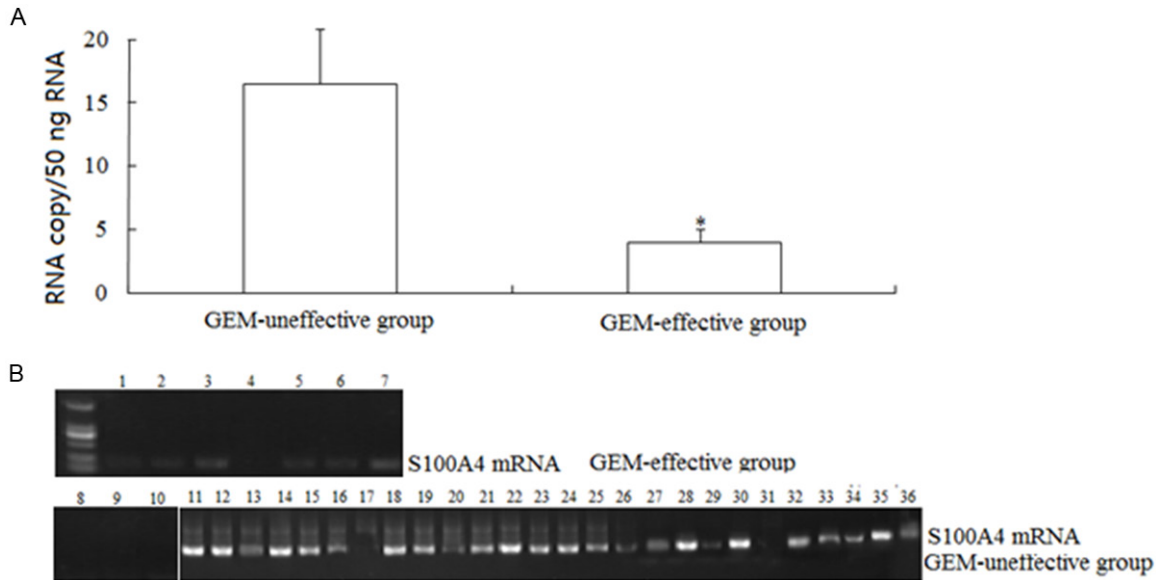 A
RNA copy/50 ng RNA
20
15
10
5
0
*
GEM-uneffective group
GEM-effective group
B
1 2 3 4 5 6 7
S100A4 mRNA GEM-effective group
8 9 10 11 12 13 14 15 16 17 18 19 20 21 22 23 24 25 26 27 28 29 30 31 32 33 34 35 36
S100A4 mRNA
GEM-uneffective group